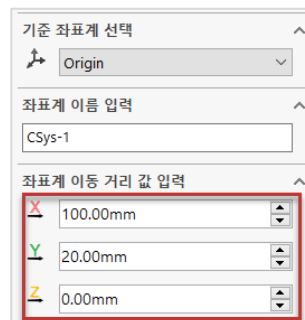 기준 좌표계 선택
Origin
좌표계 이름 입력
CSys-1
좌표계 이동 거리 값 입력
X 100.00mm
Y 20.00mm
Z 0.00mm